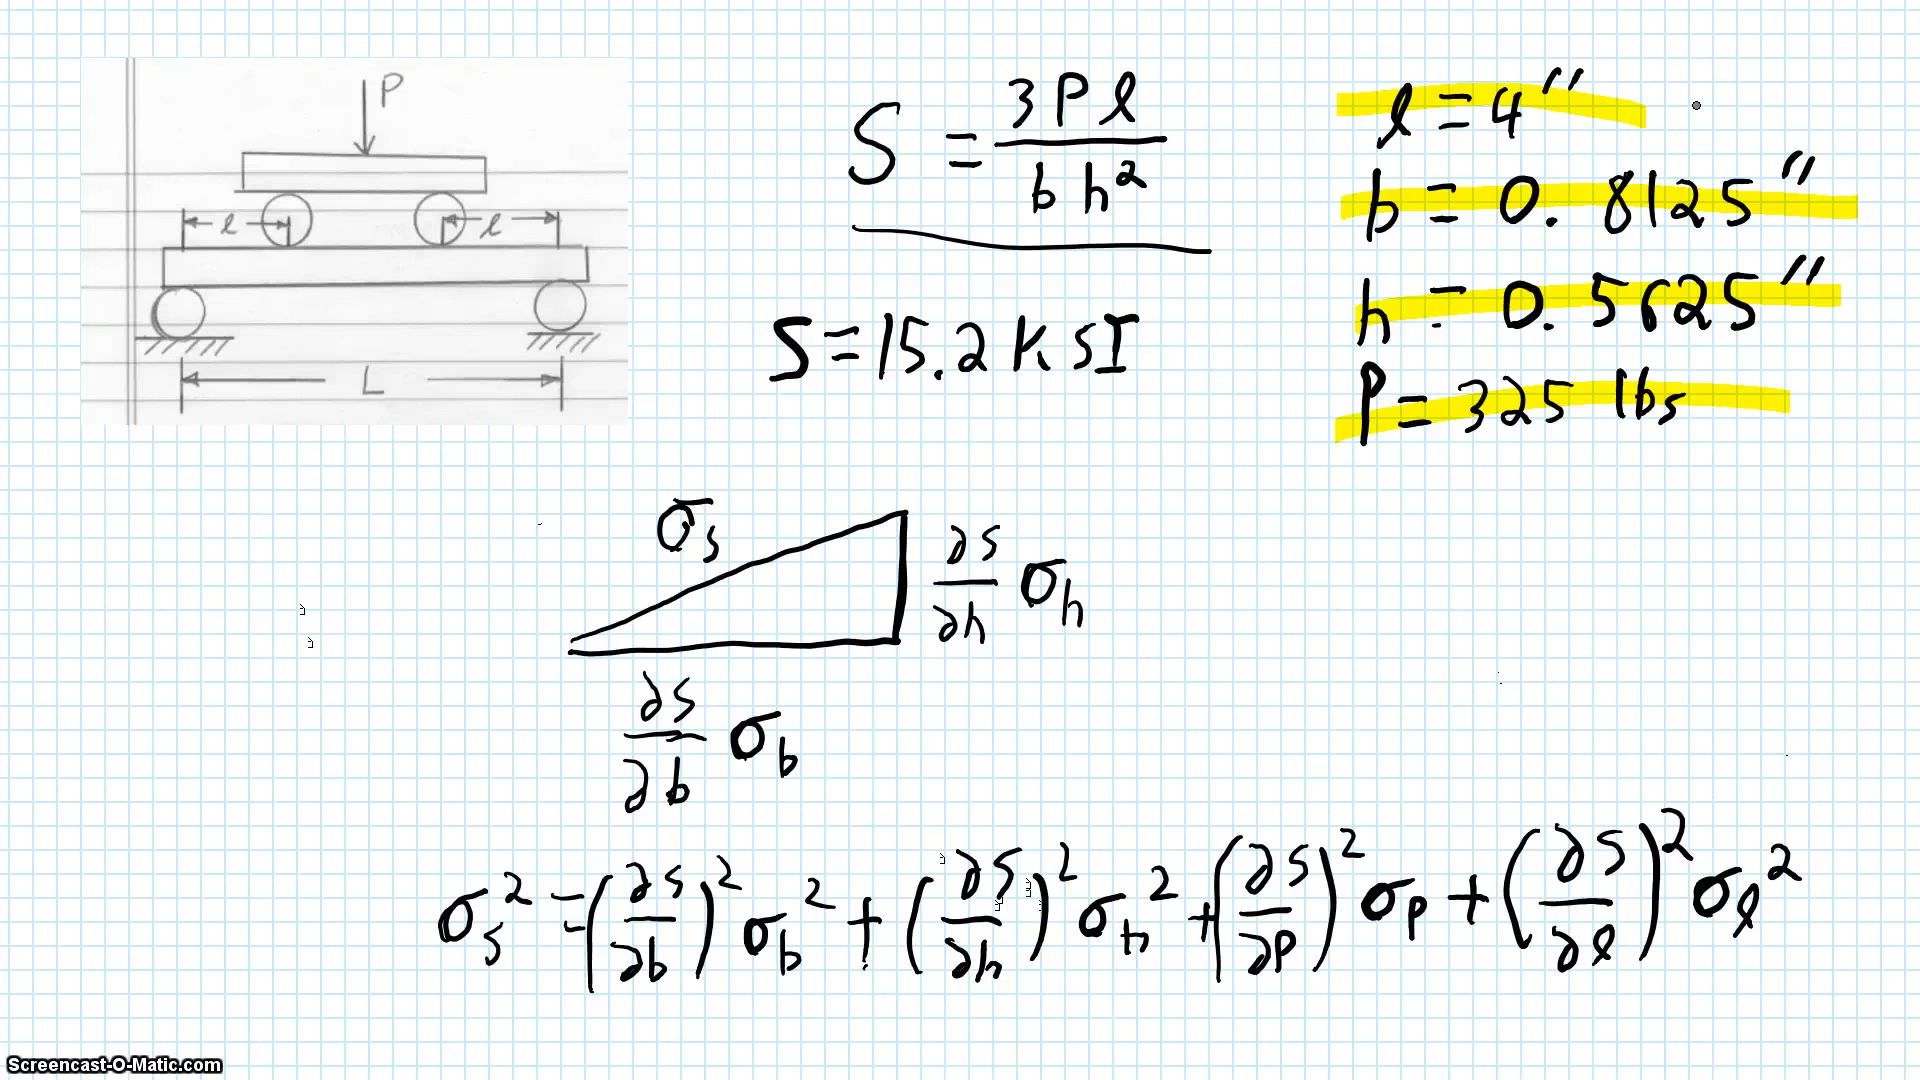 P
l l
L
S = 3Pl / bh²
S = 15.2 KSI
l = 4"
b = 0.8125"
h = 0.5625"
P = 325 lbs
σs
∂S/∂h σh
∂S/∂b σb
σs² = (∂S/∂b)² σb² + (∂S/∂h)² σh² + (∂S/∂P)² σP + (∂S/∂l)² σl²
Screencast-O-Matic.com